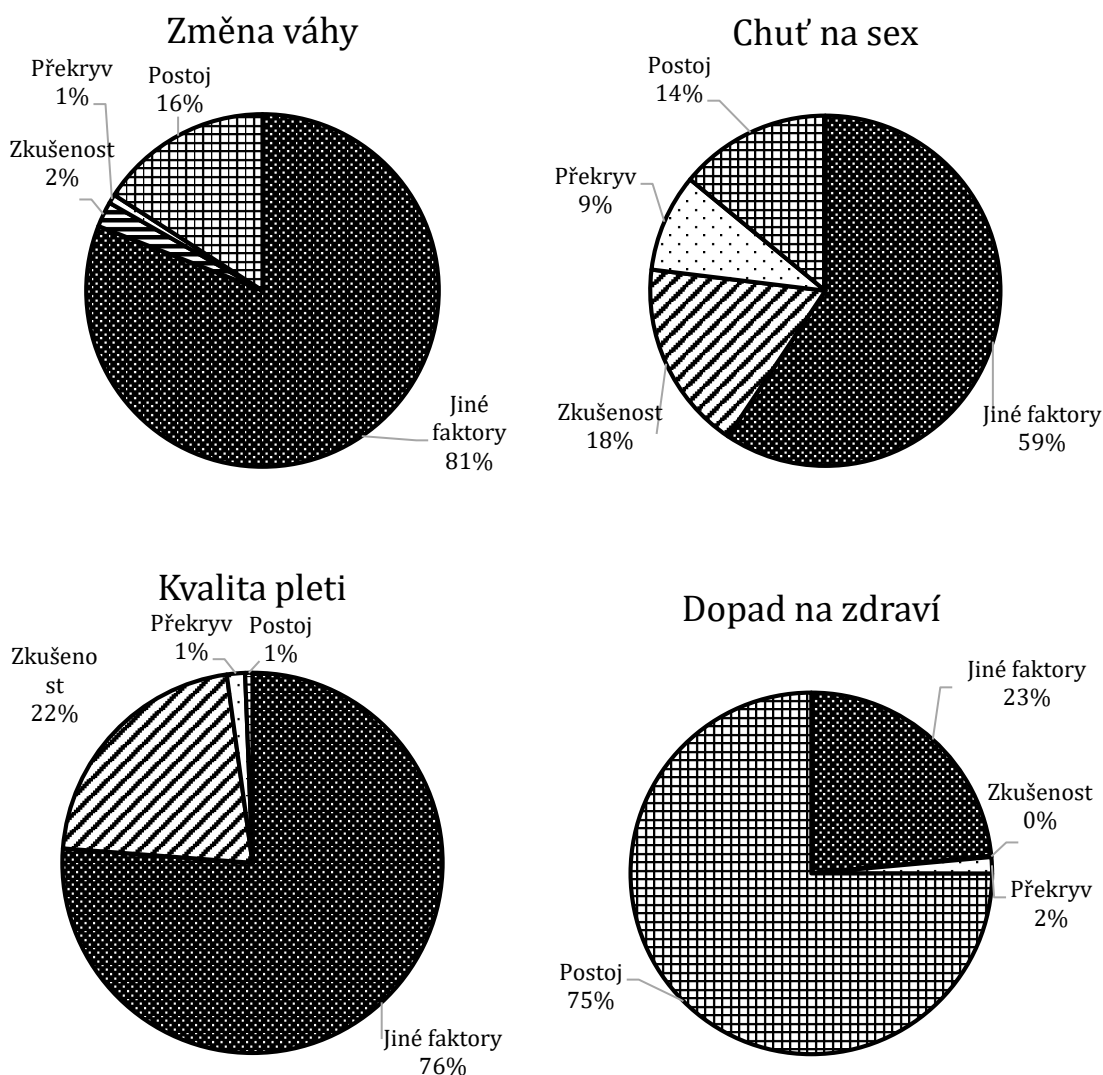 Změna váhy
Překryv
1%
Postoj
16%
Zkušenost
2%
Jiné
faktory
81%
Chuť na sex
Postoj
14%
Překryv
9%
Zkušenost
18%
Jiné faktory
59%
Kvalita pleti
Překryv
1%
Postoj
1%
Zkušeno
st
22%
Jiné faktory
76%
Dopad na zdraví
Jiné faktory
23%
Zkušenost
0%
Překryv
2%
Postoj
75%